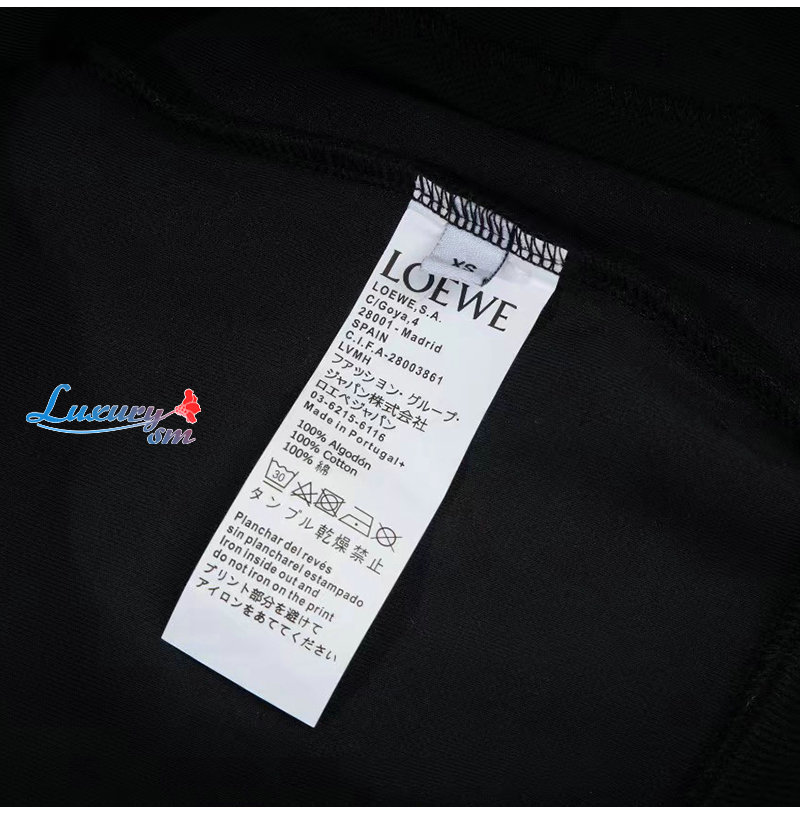 XS
LOEWE
LOEWE,S.A.
C/Goya,4
28001 - Madrid
SPAIN
C.I.F.A-28003861
LVMH
ファッション・グループ・
ジャパン株式会社
ロエベジャパン
03-6215-6116
Made in Portugal+
100% Algodón
100% Cotton
100% 綿
30
タンブル乾燥禁止
Planchar del revés
sin plancharel estampado
Iron inside out and
do not iron on the print
プリント部分を避けて
アイロンをあててください
Luxury
sm